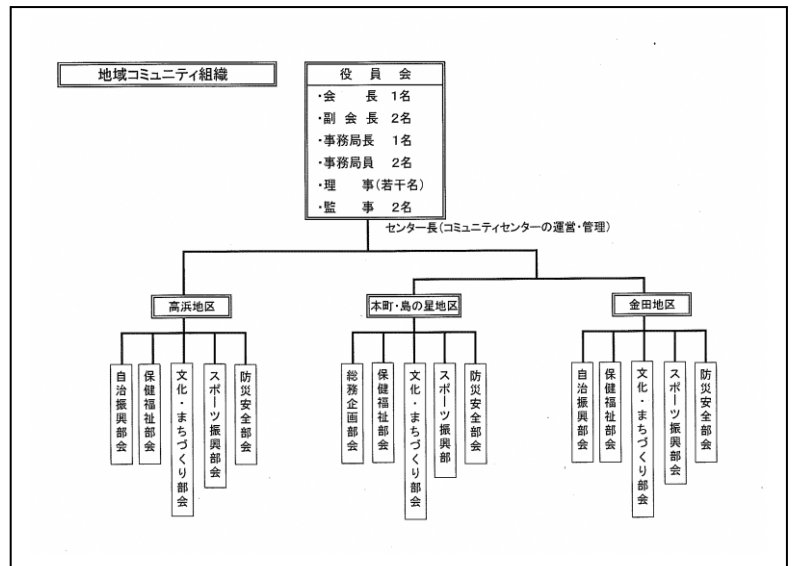 地域コミュニティ組織
役員会
・会長 1名
・副会長 2名
・事務局長 1名
・事務局員 2名
・理事(若干名)
・監事 2名
センター長(コミュニティセンターの運営・管理)
高浜地区
本町・島の星地区
金田地区
自治振興部会
保健福祉部会
文化・まちづくり部会
スポーツ振興部会
防災安全部会
総務企画部会
保健福祉部会
文化・まちづくり部会
スポーツ振興部
防災安全部会
自治振興部会
保健福祉部会
文化・まちづくり部会
スポーツ振興部会
防災安全部会